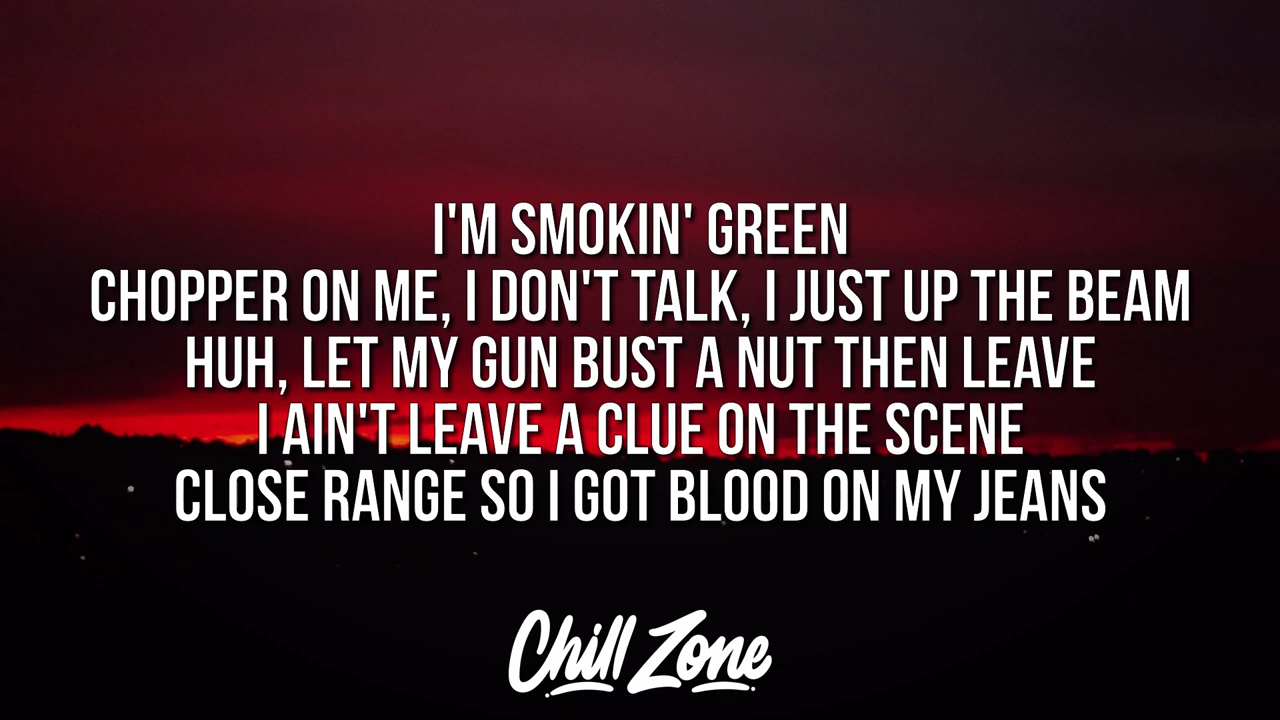 I'M SMOKIN' GREEN
CHOPPER ON ME, I DON'T TALK, I JUST UP THE BEAM
HUH, LET MY GUN BUST A NUT THEN LEAVE
I AIN'T LEAVE A CLUE ON THE SCENE
CLOSE RANGE SO I GOT BLOOD ON MY JEANS
Chill Zone